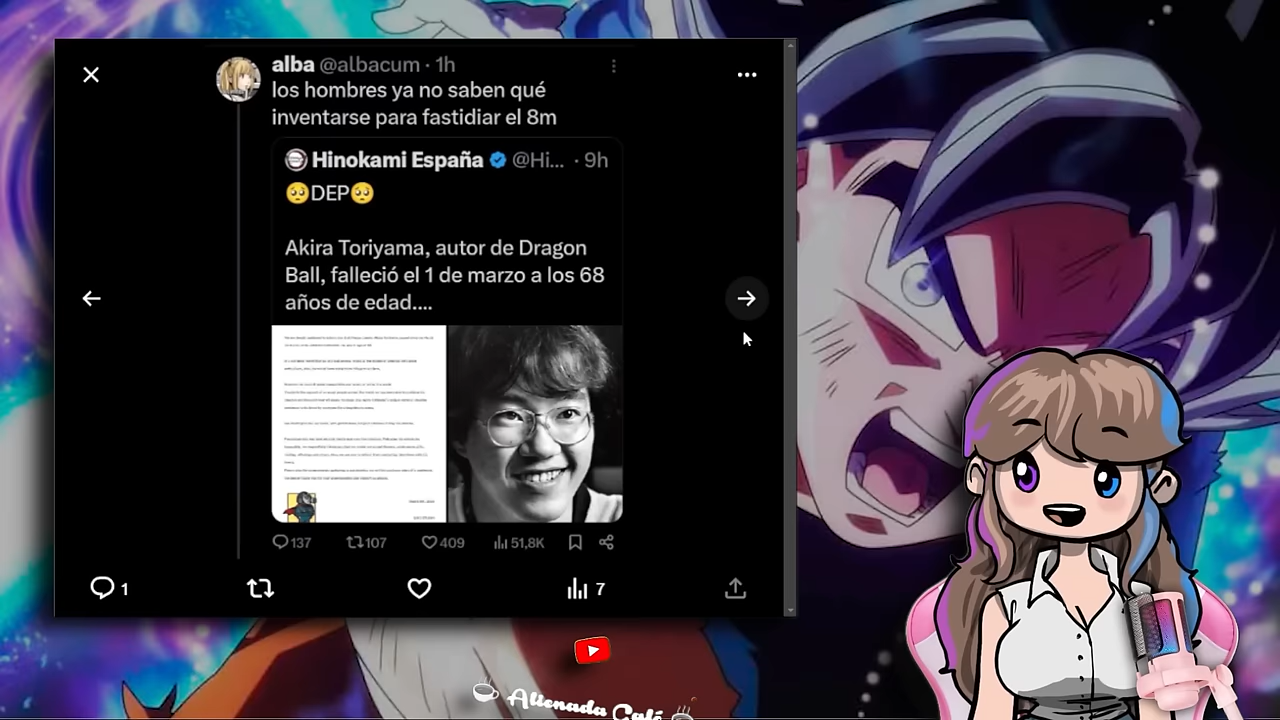 alba @albacum · 1h
los hombres ya no saben qué
inventarse para fastidiar el 8m
Hinokami España @Hi... · 9h
🥺DEP🥺
Akira Toriyama, autor de Dragon
Ball, falleció el 1 de marzo a los 68
años de edad....
137 107 409 51,8K
1 7
Alienada Café